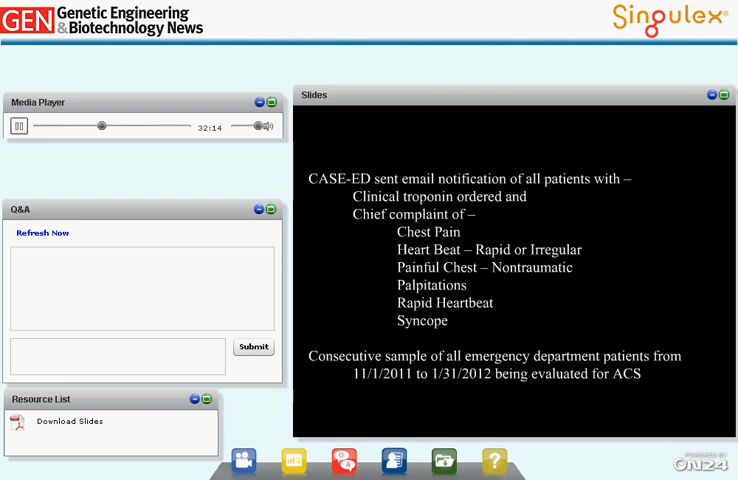 GEN Genetic Engineering
& Biotechnology News
Singulex®
Media Player
32:14
Q&A
Refresh Now
Submit
Resource List
Download Slides
Slides
CASE-ED sent email notification of all patients with –
Clinical troponin ordered and
Chief complaint of –
Chest Pain
Heart Beat – Rapid or Irregular
Painful Chest – Nontraumatic
Palpitations
Rapid Heartbeat
Syncope
Consecutive sample of all emergency department patients from
11/1/2011 to 1/31/2012 being evaluated for ACS
Q
A
?
POWERED BY
ON24